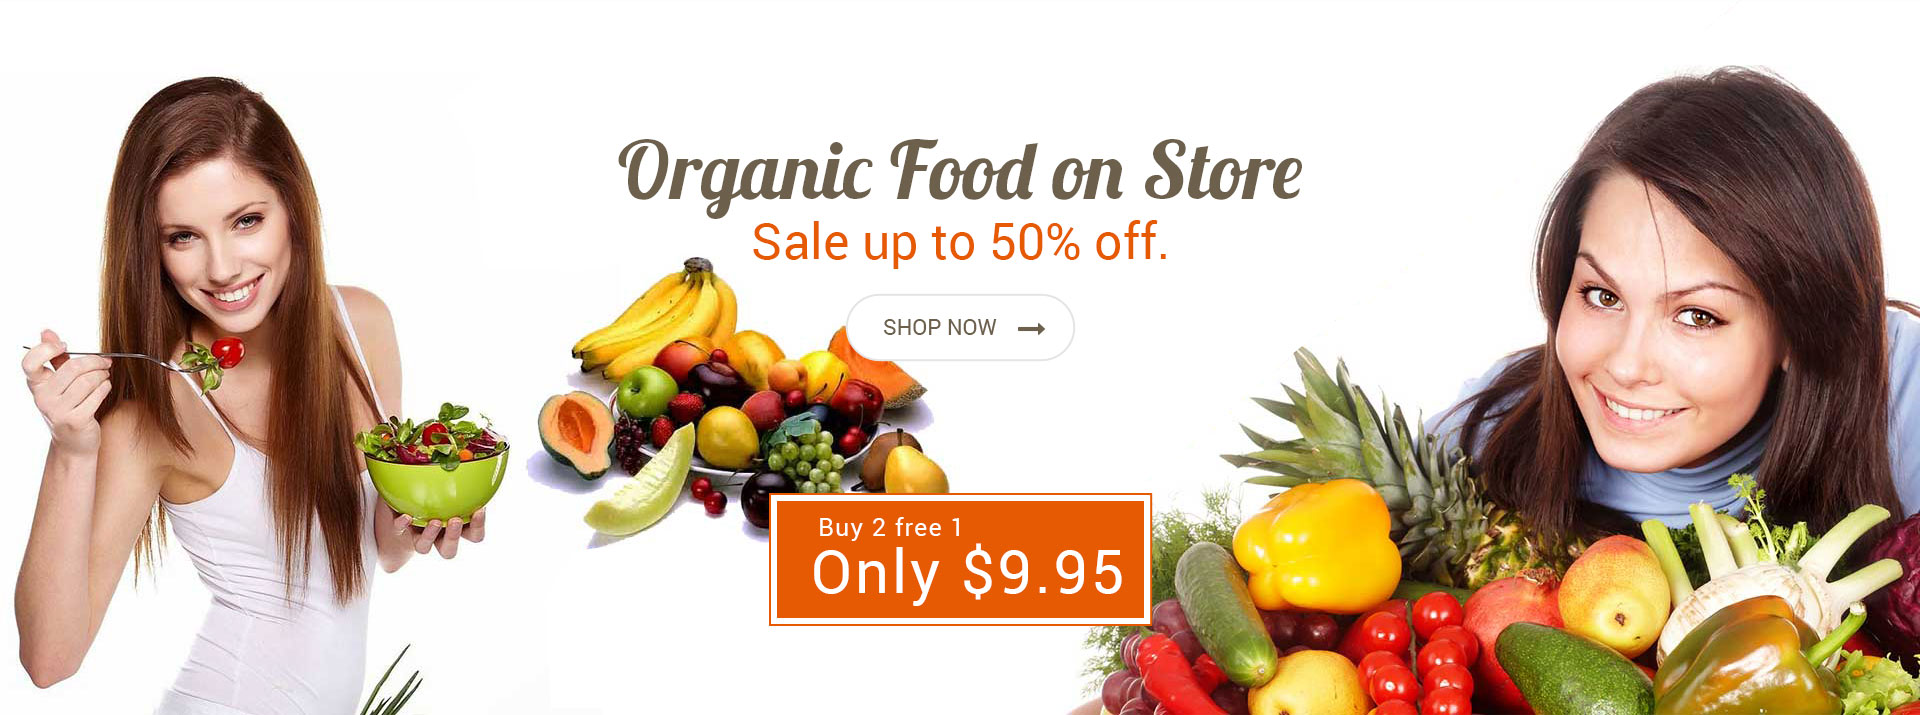 Organic Food on Store
Sale up to 50% off.
SHOP NOW
Buy 2 free 1
Only $9.95